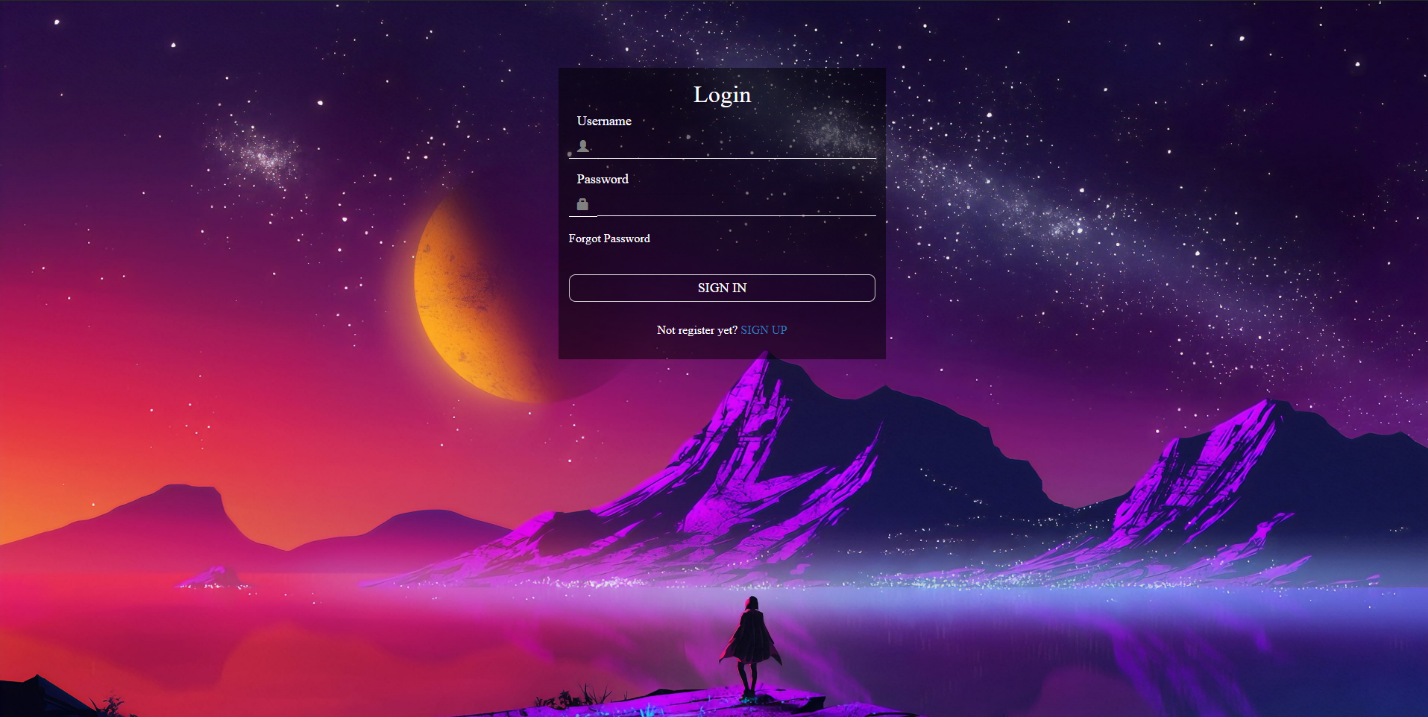 Login
Username
Password
Forgot Password
SIGN IN
Not register yet? SIGN UP